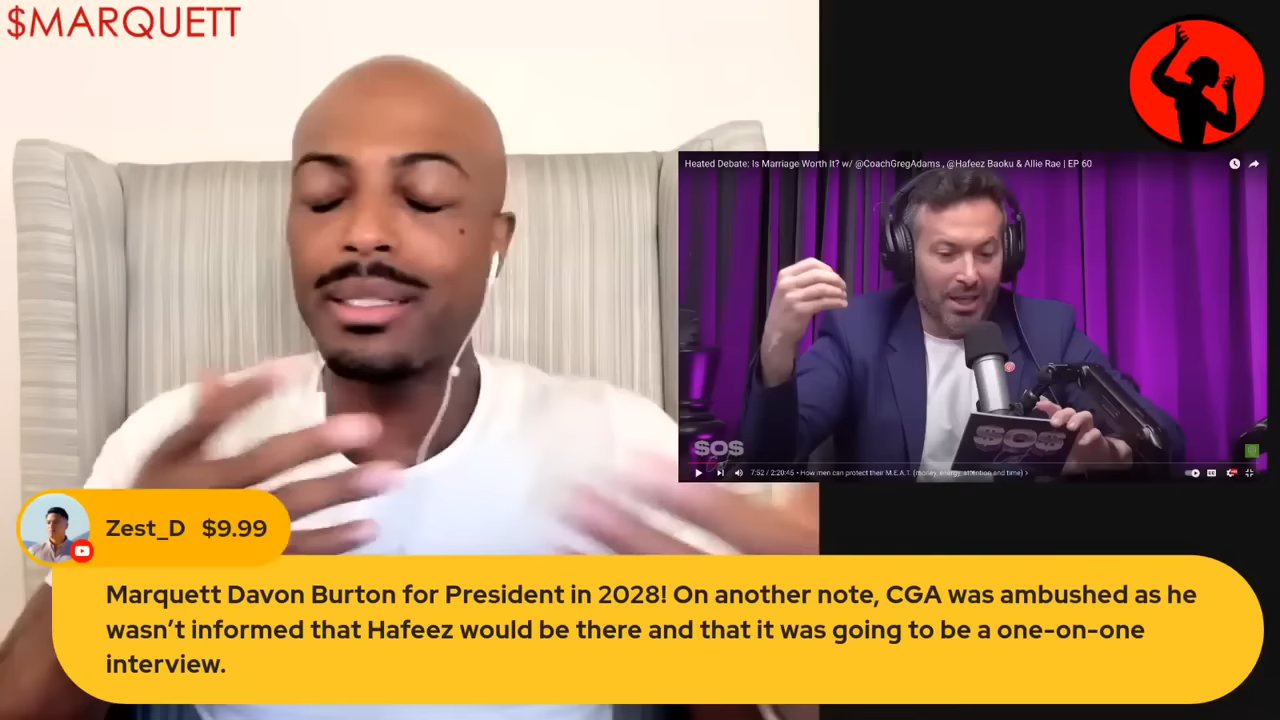 $MARQUETT
Heated Debate: Is Marriage Worth It? w/ @CoachGregAdams , @Hafeez Baoku & Allie Rae | EP 60
SOS
SOS
7:52 / 2:20:45 • How men can protect their M.E.A.T. (money, energy, attention and time) ›
Zest_D $9.99
Marquett Davon Burton for President in 2028! On another note, CGA was ambushed as he
wasn’t informed that Hafeez would be there and that it was going to be a one-on-one
interview.